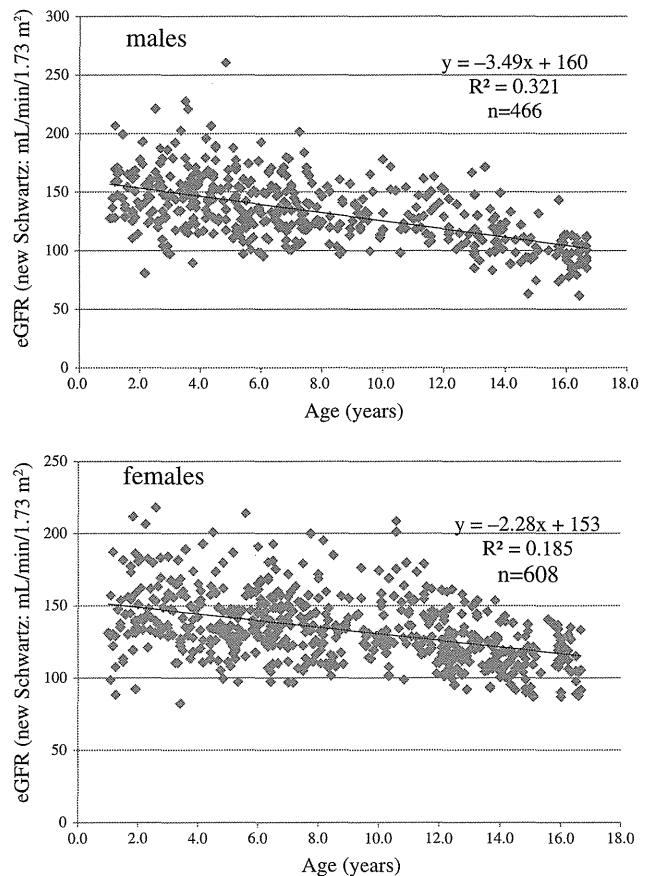 300
males
y = –3.49x + 160
R² = 0.321
n=466
250
200
150
100
50
0
0.0 2.0 4.0 6.0 8.0 10.0 12.0 14.0 16.0 18.0
Age (years)
eGFR (new Schwartz: mL/min/1.73 m²)
250
females
y = –2.28x + 153
R² = 0.185
n=608
200
150
100
50
0
0.0 2.0 4.0 6.0 8.0 10.0 12.0 14.0 16.0 18.0
Age (years)
eGFR (new Schwartz: mL/min/1.73 m²)